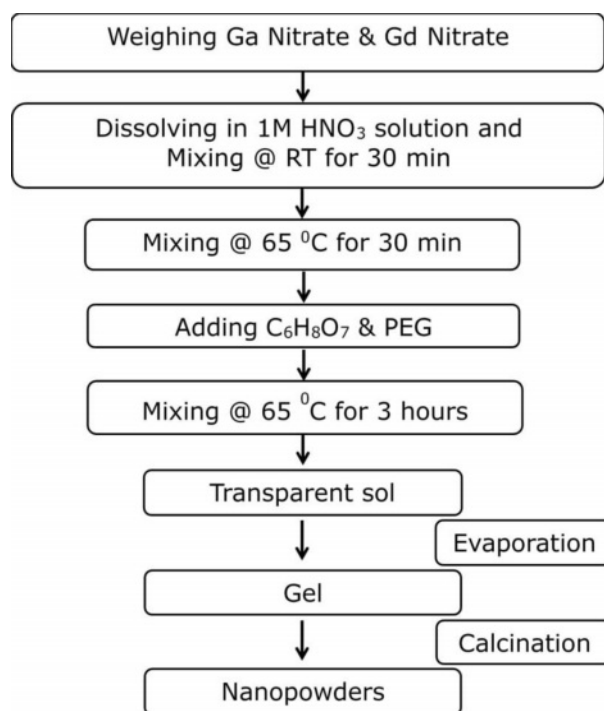 Weighing Ga Nitrate & Gd Nitrate
Dissolving in 1M HNO₃ solution and
Mixing @ RT for 30 min
Mixing @ 65 ⁰C for 30 min
Adding C₆H₈O₇ & PEG
Mixing @ 65 ⁰C for 3 hours
Transparent sol
Evaporation
Gel
Calcination
Nanopowders